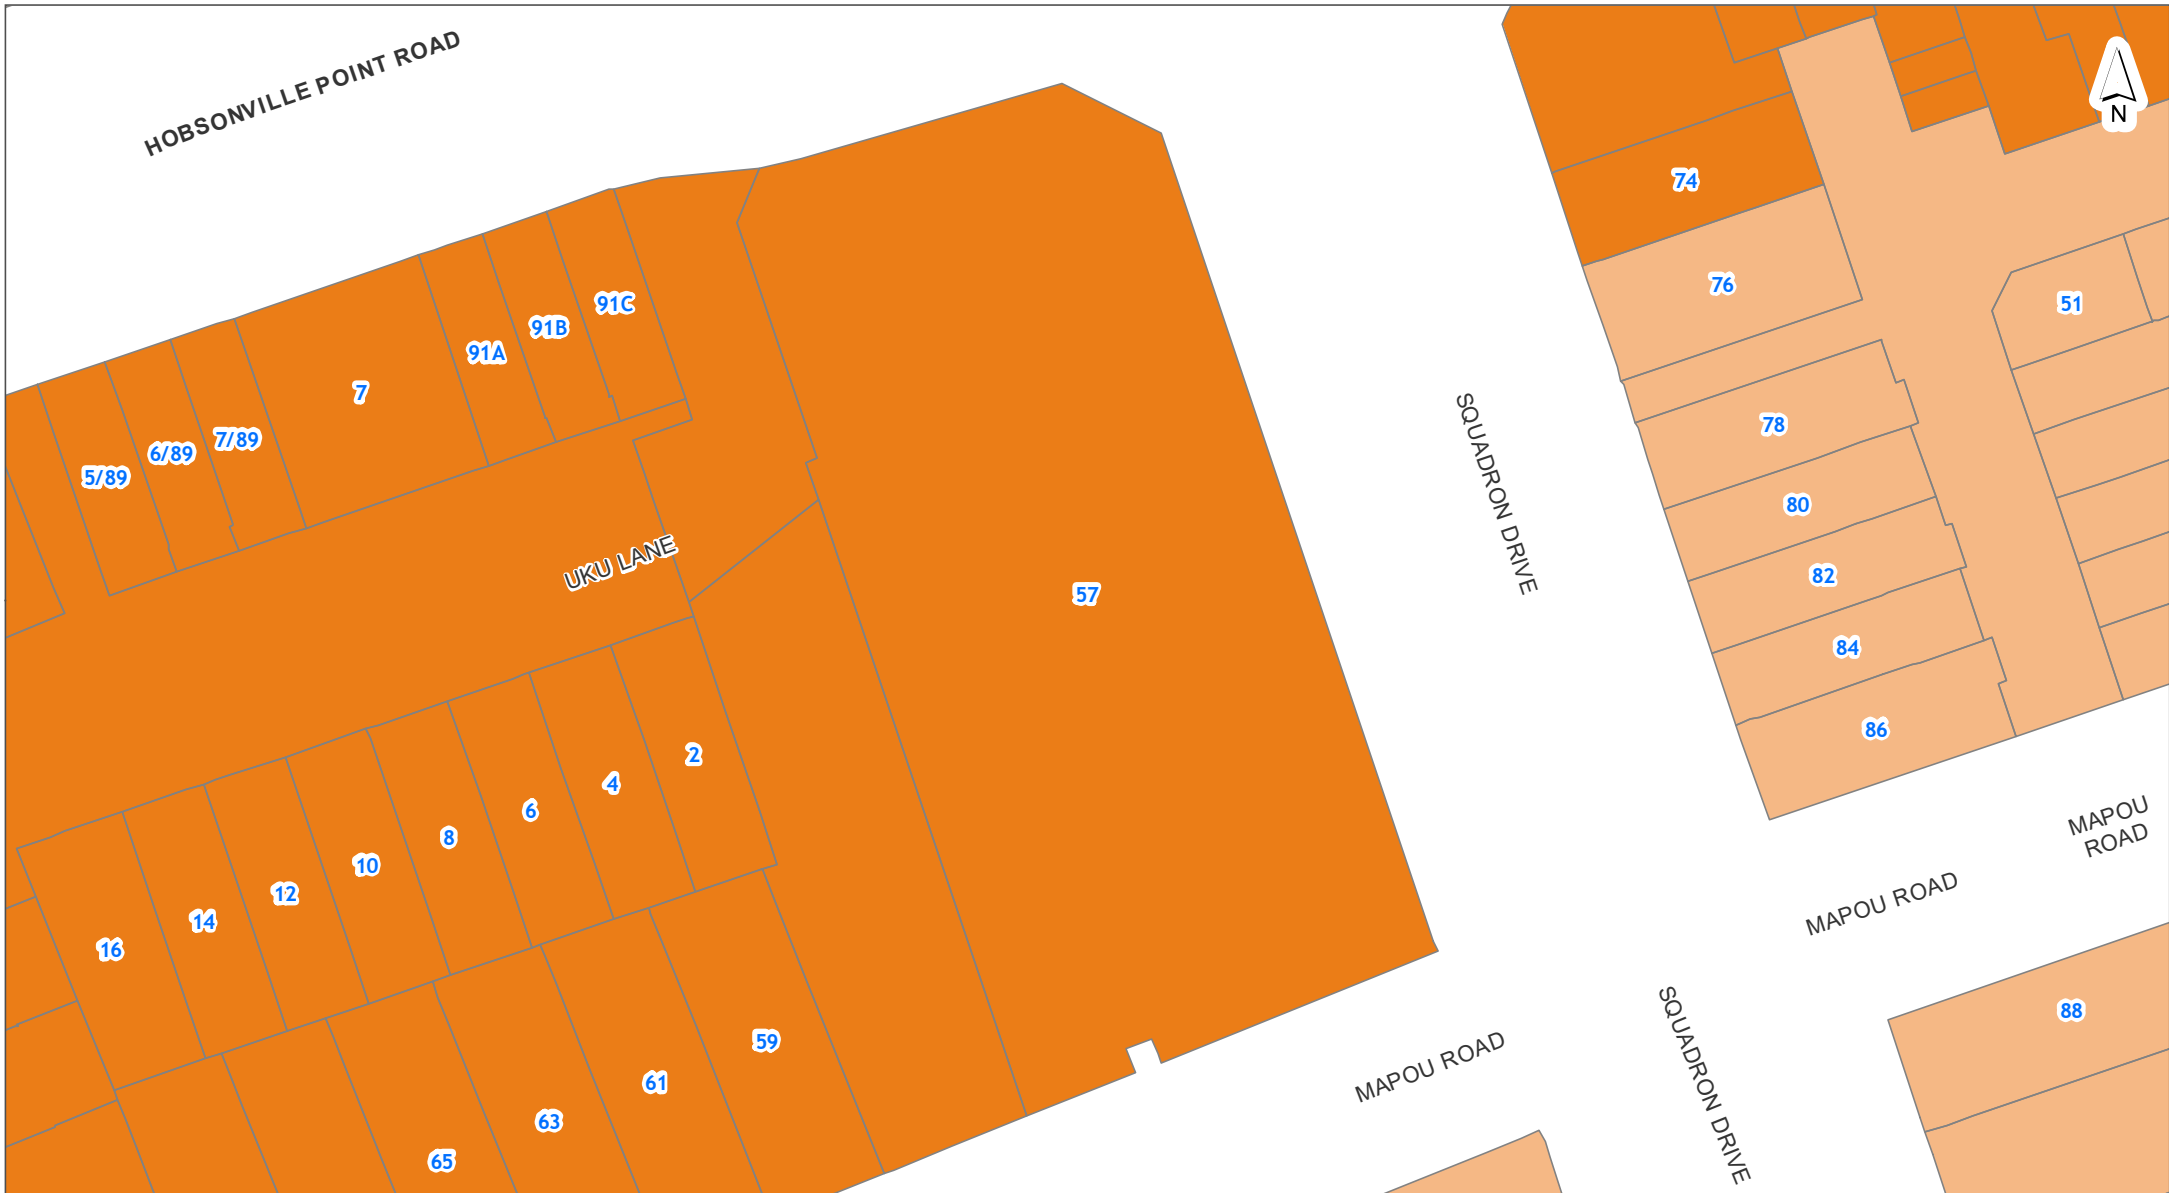 HOBSONVILLE POINT ROAD
N
74
76
51
91C
91B
91A
7
78
7/89
6/89
5/89
SQUADRON DRIVE
80
UKU LANE
82
57
84
86
2
4
6
8
10
12
14
16
MAPOU
ROAD
MAPOU ROAD
88
59
61
63
65
MAPOU ROAD
SQUADRON DRIVE